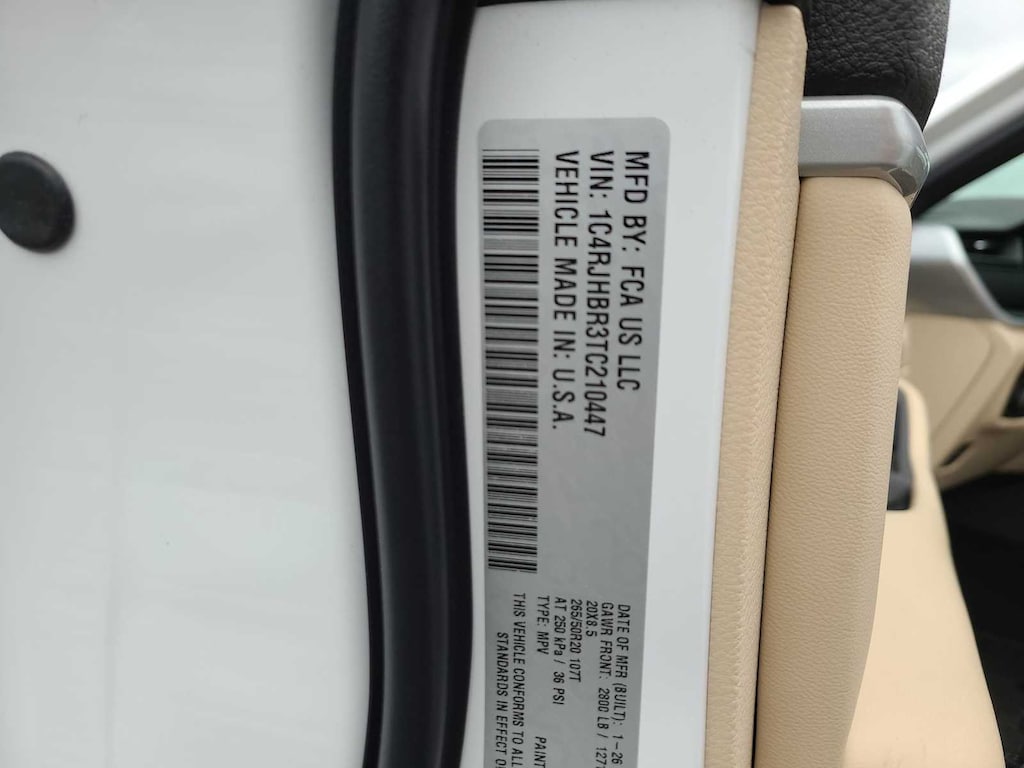 MFD BY: FCA US LLC
VIN: 1C4RJHBR3TC210447
VEHICLE MADE IN: U.S.A.
DATE OF MFR (BUILT): 1-26
GAWR FRONT: 2800 LB / 127
20X8.5
265/50R20 107T
AT 250 kPa / 36 PSI
TYPE: MPV PAINT
THIS VEHICLE CONFORMS TO ALL
STANDARDS IN EFFECT